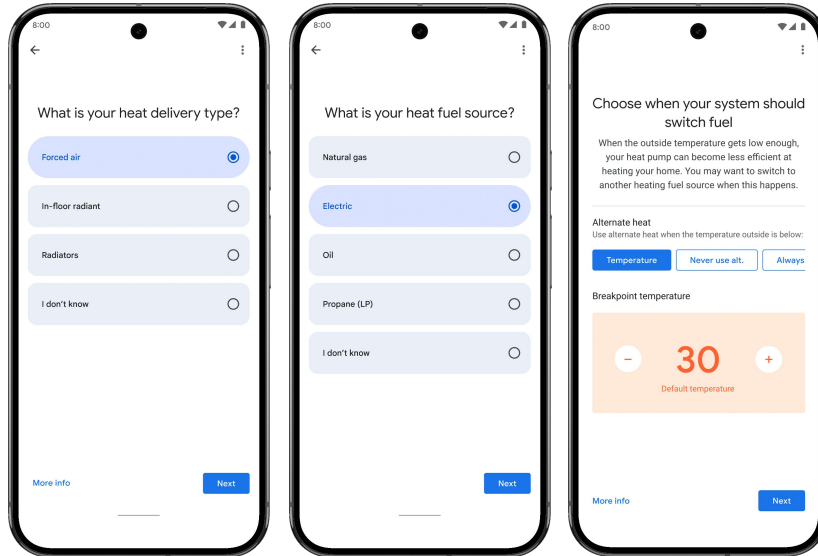 8:00
What is your heat delivery type?
Forced air
In-floor radiant
Radiators
I don't know
More info
Next
8:00
What is your heat fuel source?
Natural gas
Electric
Oil
Propane (LP)
I don't know
Next
8:00
Choose when your system should
switch fuel
When the outside temperature gets low enough,
your heat pump can become less efficient at
heating your home. You may want to switch to
another heating fuel source when this happens.
Alternate heat
Use alternate heat when the temperature outside is below:
Temperature
Never use alt.
Always
Breakpoint temperature
− 30 +
Default temperature
More info
Next